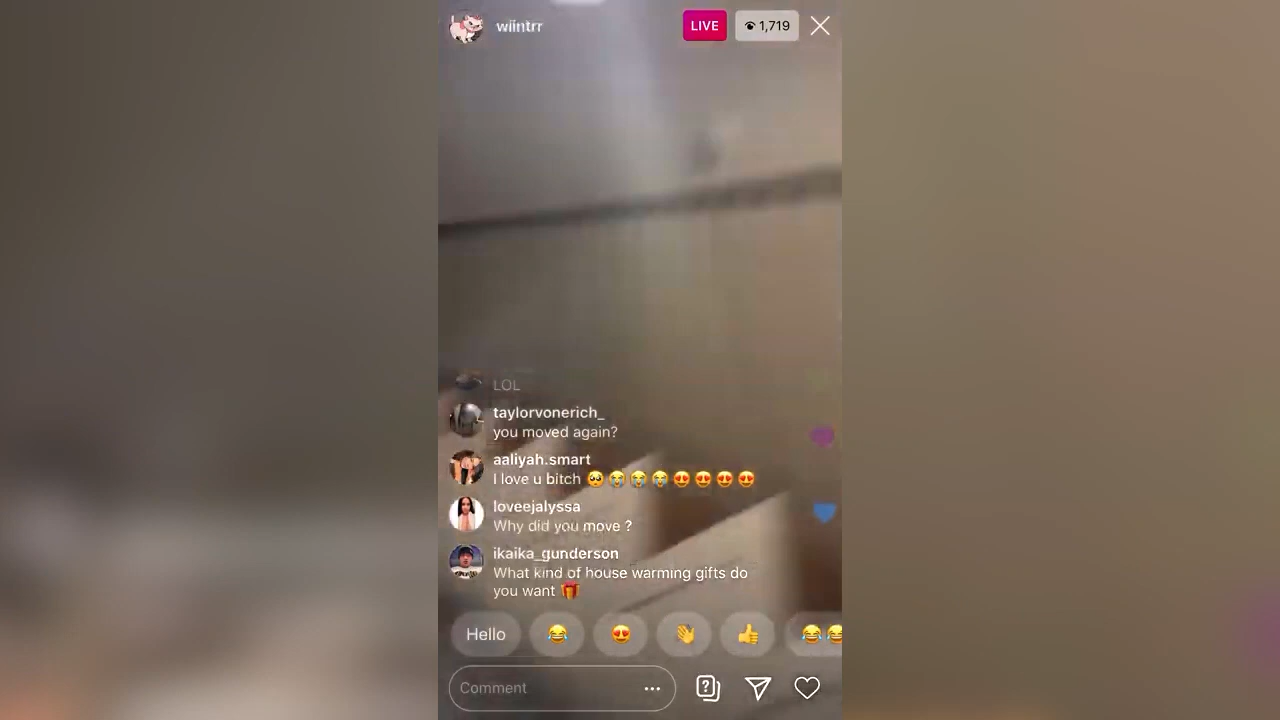 wiintrr
LIVE
1,719
LOL
taylorvonerich_
you moved again?
aaliyah.smart
I love u bitch 🥺😭😭😭😍😍😍😍
loveejalyssa
Why did you move ?
ikaika_gunderson
What kind of house warming gifts do
you want 🎁
Hello 😂 😍 👏 👍 😂😂
Comment